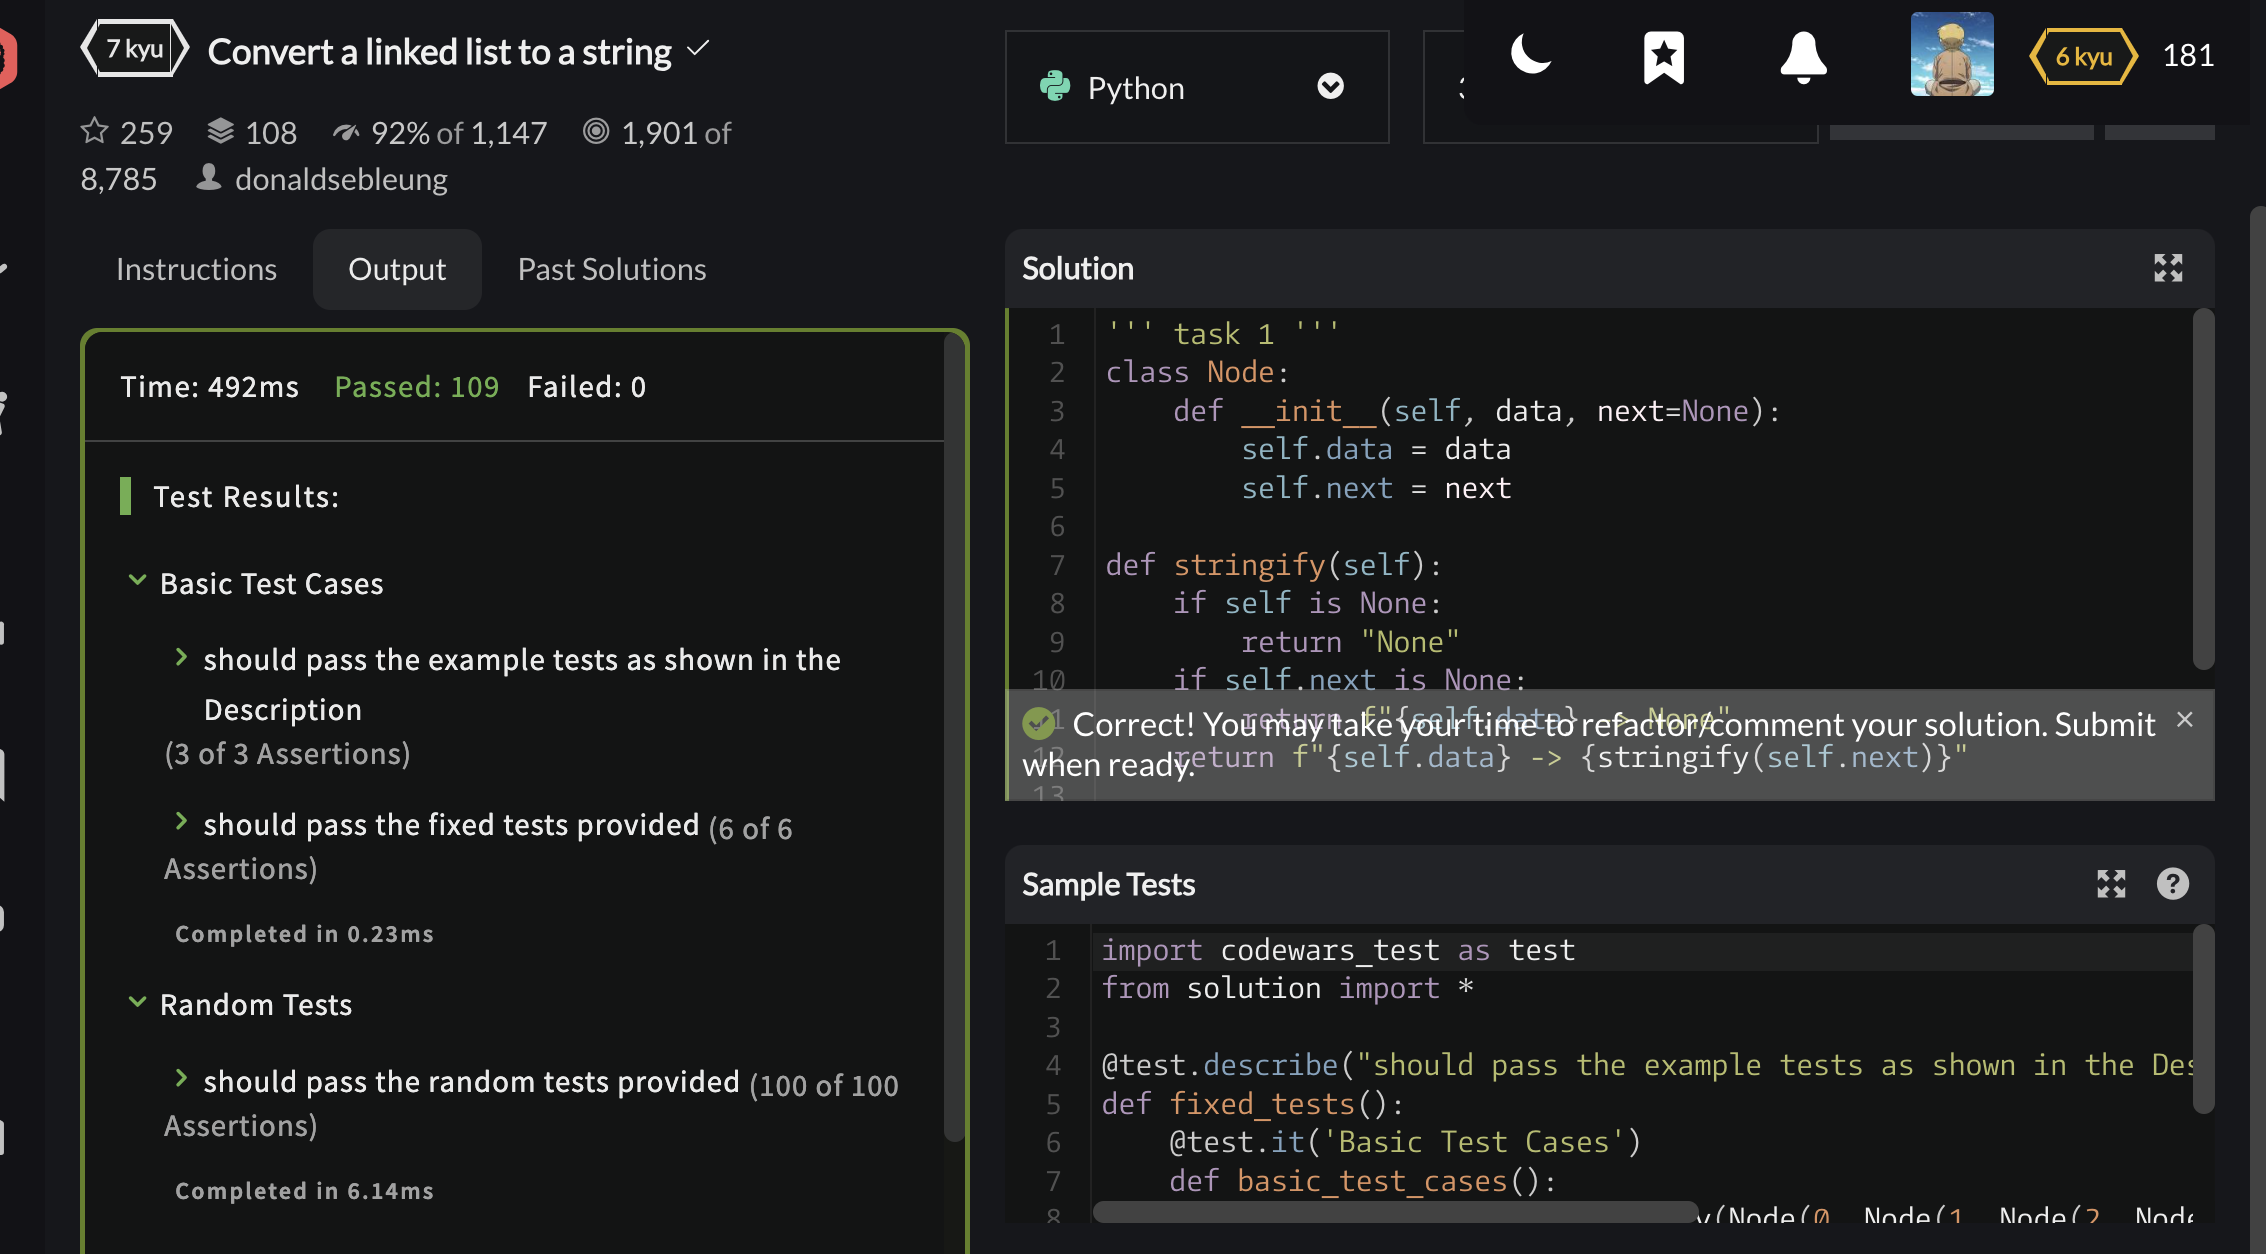 7 kyu Convert a linked list to a string
259 108 92% of 1,147 1,901 of
8,785 donaldsebleung
Python
6 kyu 181
Instructions Output Past Solutions
Time: 492ms Passed: 109 Failed: 0
Test Results:
Basic Test Cases
should pass the example tests as shown in the
Description
(3 of 3 Assertions)
should pass the fixed tests provided (6 of 6
Assertions)
Completed in 0.23ms
Random Tests
should pass the random tests provided (100 of 100
Assertions)
Completed in 6.14ms
Solution
1 ''' task 1 '''
2 class Node:
3     def __init__(self, data, next=None):
4         self.data = data
5         self.next = next
6
7 def stringify(self):
8     if self is None:
9         return "None"
10     if self.next is None:
11         return f"{self.data} -> None"
12     return f"{self.data} -> {stringify(self.next)}"
13
Correct! You may take your time to refactor/comment your solution. Submit
when ready.
Sample Tests
1 import codewars_test as test
2 from solution import *
3
4 @test.describe("should pass the example tests as shown in the Des
5 def fixed_tests():
6     @test.it('Basic Test Cases')
7     def basic_test_cases():
8 y(Node(0, Node(1, Node(2, Node